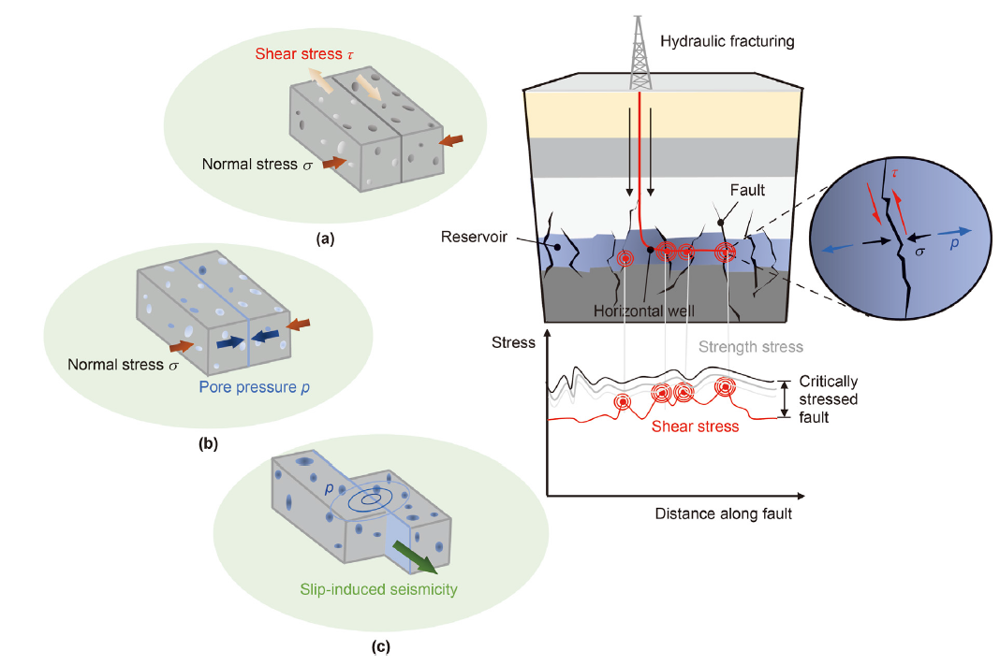 Shear stress τ
Normal stress σ
(a)
Normal stress σ
Pore pressure p
(b)
p
Slip-induced seismicity
(c)
Hydraulic fracturing
Fault
Reservoir
Horizontal well
τ
σ
p
Stress
Strength stress
Critically
stressed
fault
Shear stress
Distance along fault